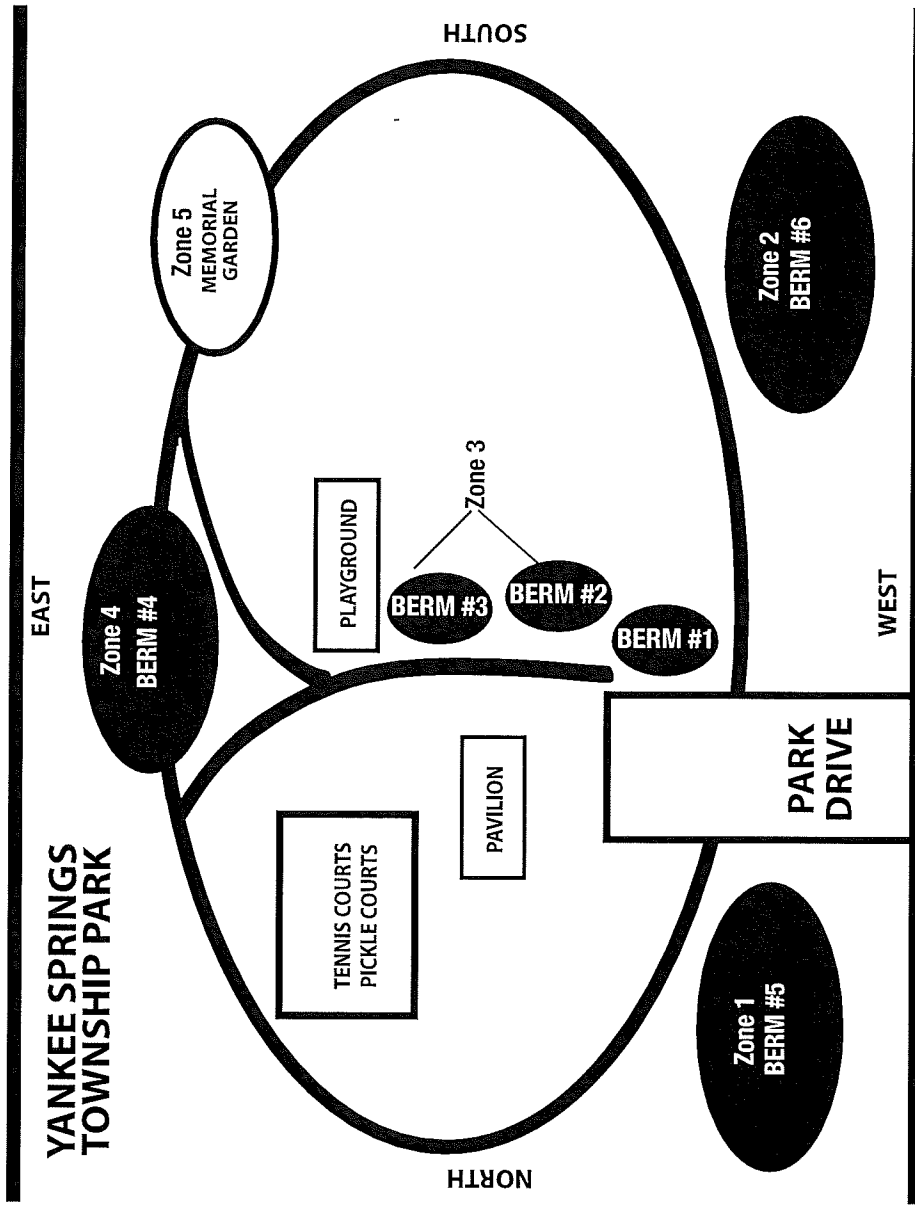 YANKEE SPRINGS
TOWNSHIP PARK
EAST
SOUTH
NORTH
WEST
Zone 4
BERM #4
Zone 5
MEMORIAL
GARDEN
TENNIS COURTS
PICKLE COURTS
PLAYGROUND
PAVILION
BERM #3
BERM #2
Zone 3
BERM #1
PARK
DRIVE
Zone 1
BERM #5
Zone 2
BERM #6